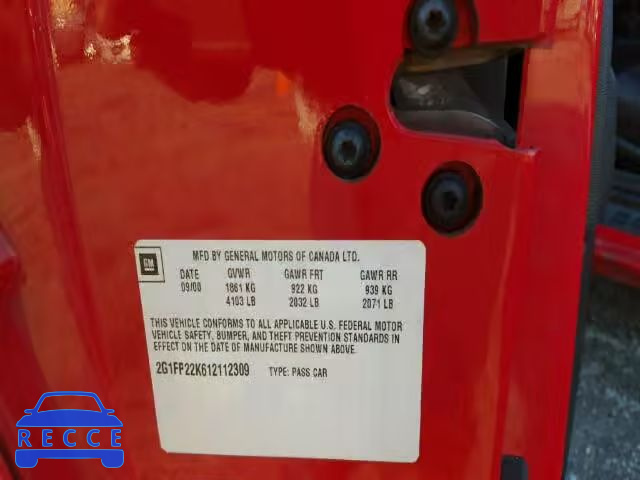 GM
MFD BY GENERAL MOTORS OF CANADA LTD.
DATE GVWR GAWR FRT GAWR RR
09/00 1861 KG 922 KG 939 KG
4103 LB 2032 LB 2071 LB
THIS VEHICLE CONFORMS TO ALL APPLICABLE U.S. FEDERAL MOTOR
VEHICLE SAFETY, BUMPER, AND THEFT PREVENTION STANDARDS IN
EFFECT ON THE DATE OF MANUFACTURE SHOWN ABOVE.
2G1FP22K612112309 TYPE: PASS CAR
RECCE